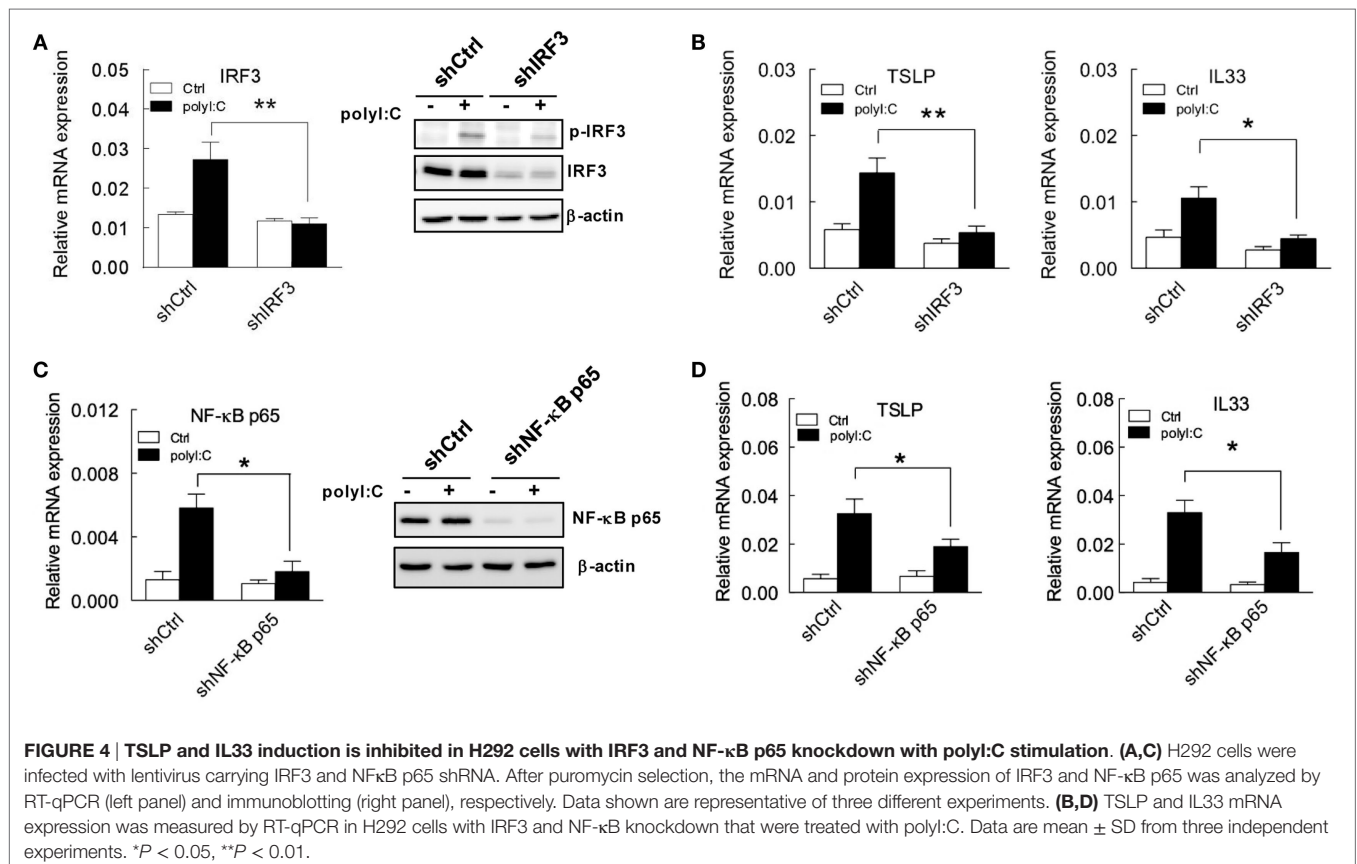 A
IRF3
Ctrl
polyI:C
**
Relative mRNA expression
0.05
0.04
0.03
0.02
0.01
0.00
shCtrl
shIRF3
shCtrl
shIRF3
polyI:C
- + - +
p-IRF3
IRF3
β-actin
B
TSLP
Ctrl
polyI:C
**
Relative mRNA expression
0.03
0.02
0.01
0.00
shCtrl
shIRF3
IL33
Ctrl
polyI:C
*
Relative mRNA expression
0.03
0.02
0.01
0.00
shCtrl
shIRF3
C
NF-κB p65
Ctrl
polyI:C
*
Relative mRNA expression
0.012
0.008
0.004
0.000
shCtrl
shNF-κB p65
shCtrl
shNF-κB p65
polyI:C
- + - +
NF-κB p65
β-actin
D
TSLP
Ctrl
polyI:C
*
Relative mRNA expression
0.08
0.06
0.04
0.02
0.00
shCtrl
shNF-κB p65
IL33
Ctrl
polyI:C
*
Relative mRNA expression
0.08
0.06
0.04
0.02
0.00
shCtrl
shNF-κB p65
FIGURE 4 | TSLP and IL33 induction is inhibited in H292 cells with IRF3 and NF-κB p65 knockdown with polyI:C stimulation. (A,C) H292 cells were
infected with lentivirus carrying IRF3 and NFκB p65 shRNA. After puromycin selection, the mRNA and protein expression of IRF3 and NF-κB p65 was analyzed by
RT-qPCR (left panel) and immunoblotting (right panel), respectively. Data shown are representative of three different experiments. (B,D) TSLP and IL33 mRNA
expression was measured by RT-qPCR in H292 cells with IRF3 and NF-κB knockdown that were treated with polyI:C. Data are mean ± SD from three independent
experiments. *P < 0.05, **P < 0.01.